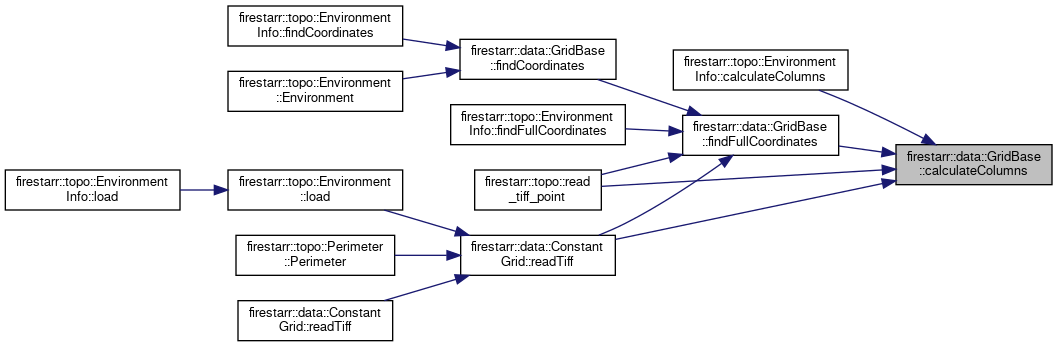 firestarr::topo::Environment
Info::findCoordinates
firestarr::data::GridBase
::findCoordinates
firestarr::topo::Environment
Info::calculateColumns
firestarr::topo::Environment
::Environment
firestarr::topo::Environment
Info::findFullCoordinates
firestarr::data::GridBase
::findFullCoordinates
firestarr::data::GridBase
::calculateColumns
firestarr::topo::Environment
Info::load
firestarr::topo::Environment
::load
firestarr::topo::read
_tiff_point
firestarr::topo::Perimeter
::Perimeter
firestarr::data::Constant
Grid::readTiff
firestarr::data::Constant
Grid::readTiff